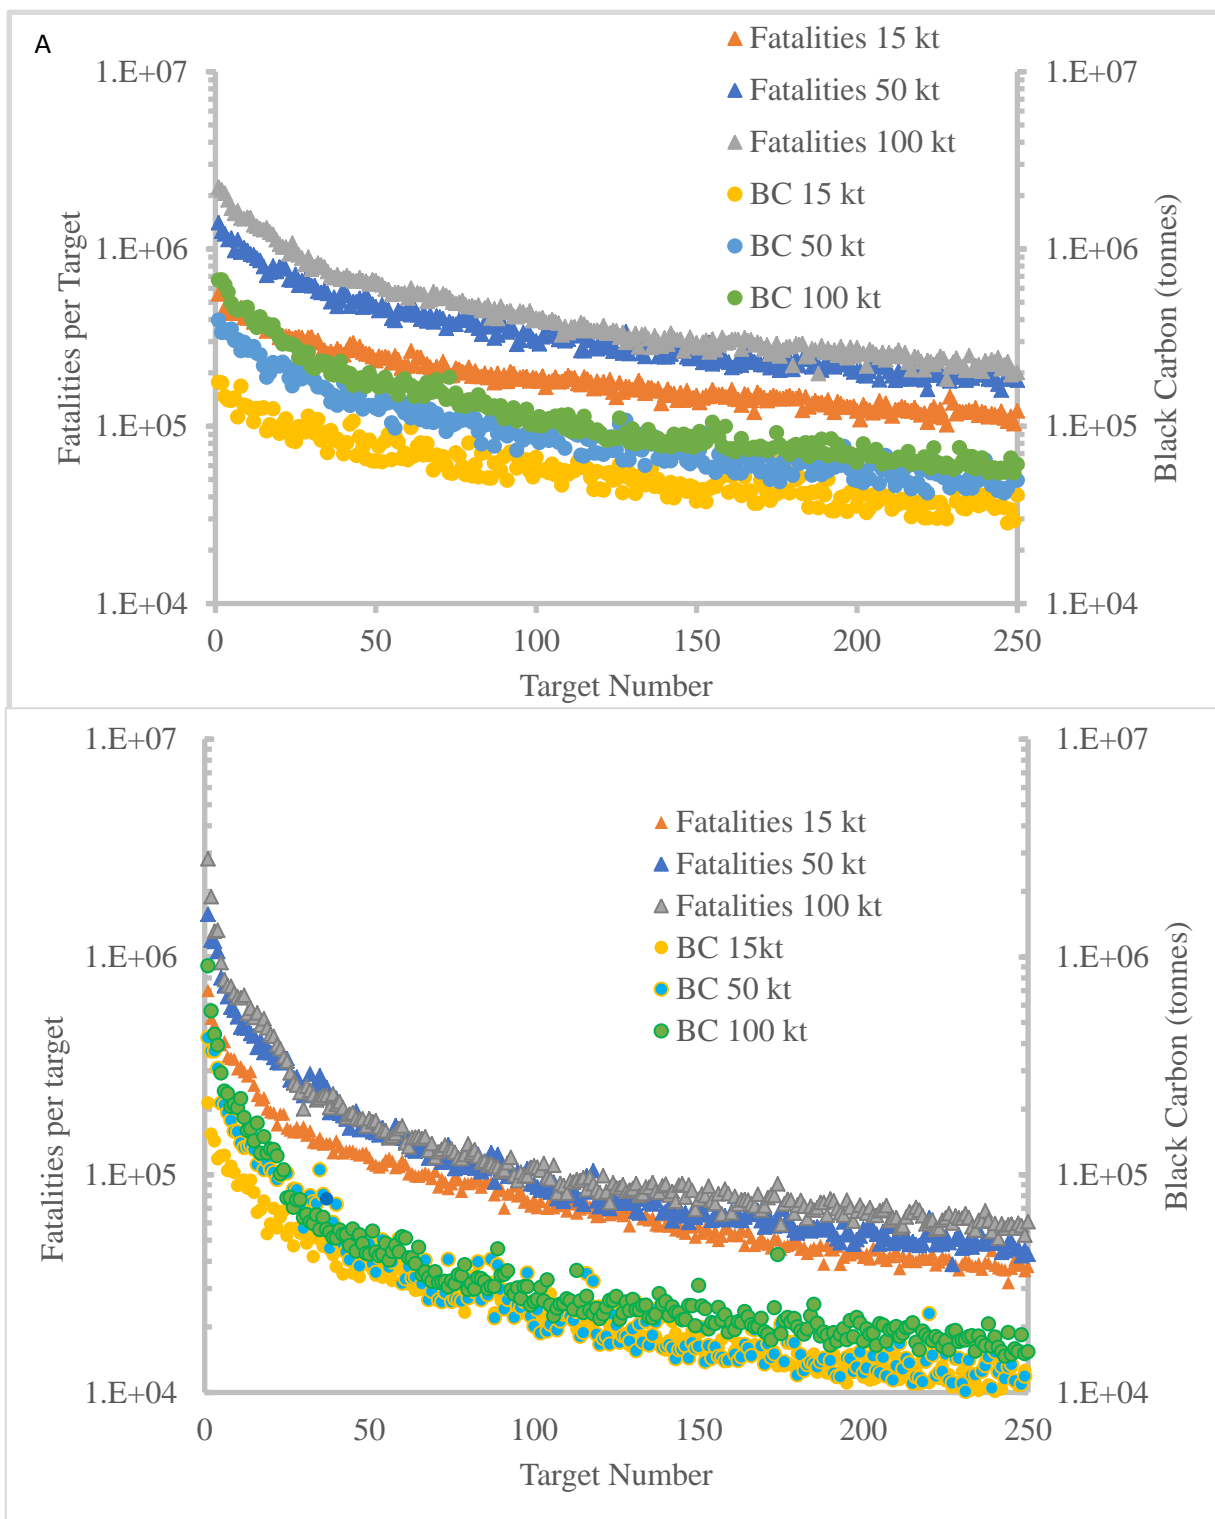 A
Fatalities 15 kt
Fatalities 50 kt
Fatalities 100 kt
BC 15 kt
BC 50 kt
BC 100 kt
1.E+07
1.E+06
1.E+05
1.E+04
Fatalities per Target
1.E+07
1.E+06
1.E+05
1.E+04
Black Carbon (tonnes)
0 50 100 150 200 250
Target Number
1.E+07
1.E+06
1.E+05
1.E+04
Fatalities per target
Fatalities 15 kt
Fatalities 50 kt
Fatalities 100 kt
BC 15kt
BC 50 kt
BC 100 kt
1.E+07
1.E+06
1.E+05
1.E+04
Black Carbon (tonnes)
0 50 100 150 200 250
Target Number